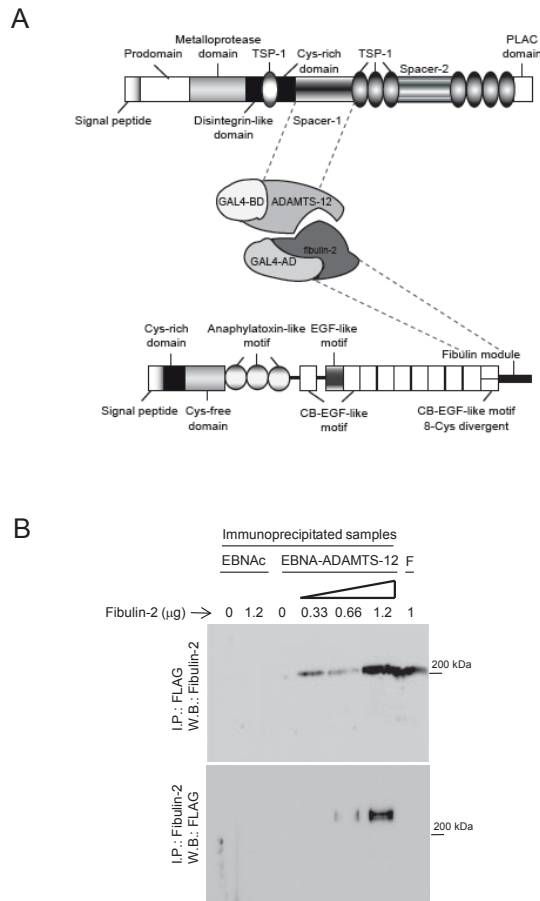 A
Metalloprotease
Prodomain domain TSP-1 Cys-rich domain TSP-1 Spacer-2 PLAC domain
Signal peptide Disintegrin-like domain Spacer-1
GAL4-BD ADAMTS-12
fibulin-2
GAL4-AD
Cys-rich domain Anaphylatoxin-like motif EGF-like motif Fibulin module
Signal peptide Cys-free domain CB-EGF-like motif CB-EGF-like motif 8-Cys divergent
B
Immunoprecipitated samples
EBNAc EBNA-ADAMTS-12 F
Fibulin-2 (µg) → 0 1.2 0 0.33 0.66 1.2 1
I.P.: FLAG
W.B.: Fibulin-2
200 kDa
I.P.: Fibulin-2
W.B.: FLAG
200 kDa